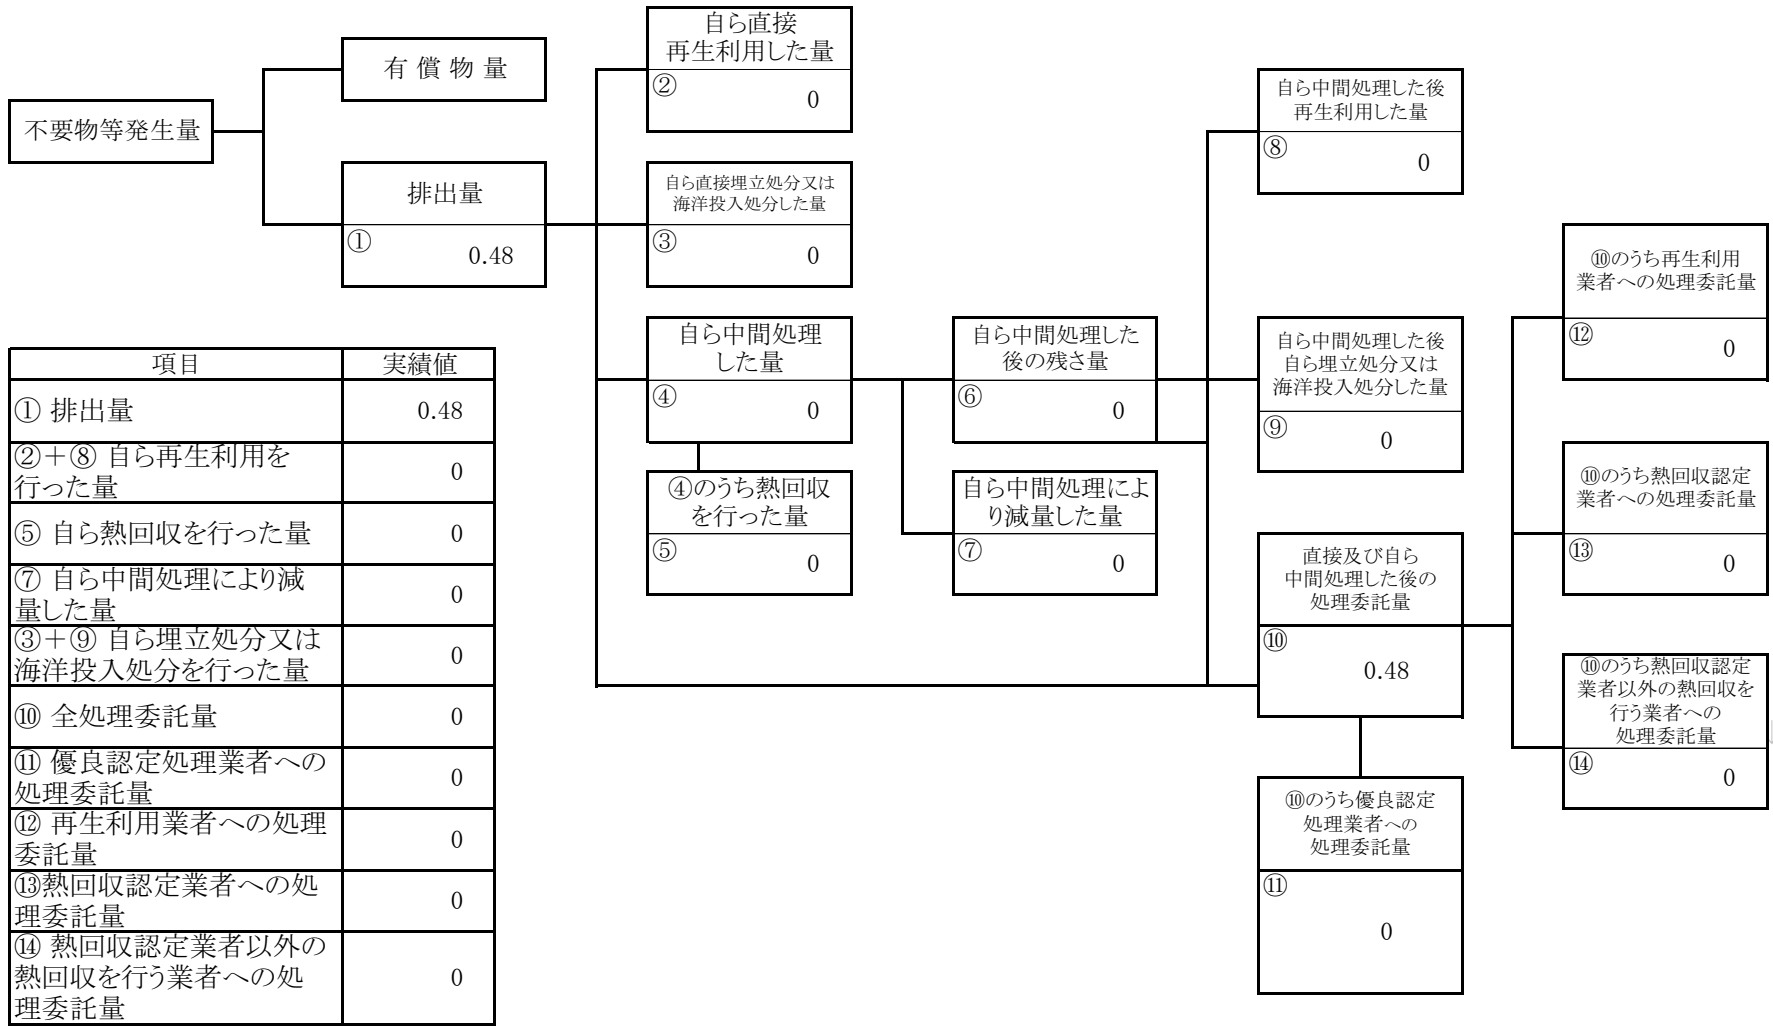 不要物等発生量
有 償 物 量
排出量
①
0.48
自ら直接
再生利用した量
②
0
自ら直接埋立処分又は
海洋投入処分した量
③
0
自ら中間処理
した量
④
0
④のうち熱回収
を行った量
⑤
0
自ら中間処理した
後の残さ量
⑥
0
自ら中間処理によ
り減量した量
⑦
0
自ら中間処理した後
再生利用した量
⑧
0
自ら中間処理した後
自ら埋立処分又は
海洋投入処分した量
⑨
0
直接及び自ら
中間処理した後の
処理委託量
⑩
0.48
⑩のうち優良認定
処理業者への
処理委託量
⑪
0
⑩のうち再生利用
業者への処理委託量
⑫
0
⑩のうち熱回収認定
業者への処理委託量
⑬
0
⑩のうち熱回収認定
業者以外の熱回収を
行う業者への
処理委託量
⑭
0
項目 実績値
① 排出量 0.48
②＋⑧ 自ら再生利用を
行った量 0
⑤ 自ら熱回収を行った量 0
⑦ 自ら中間処理により減
量した量 0
③＋⑨ 自ら埋立処分又は
海洋投入処分を行った量 0
⑩ 全処理委託量 0
⑪ 優良認定処理業者への
処理委託量 0
⑫ 再生利用業者への処理
委託量 0
⑬熱回収認定業者への処
理委託量 0
⑭ 熱回収認定業者以外の
熱回収を行う業者への処
理委託量 0